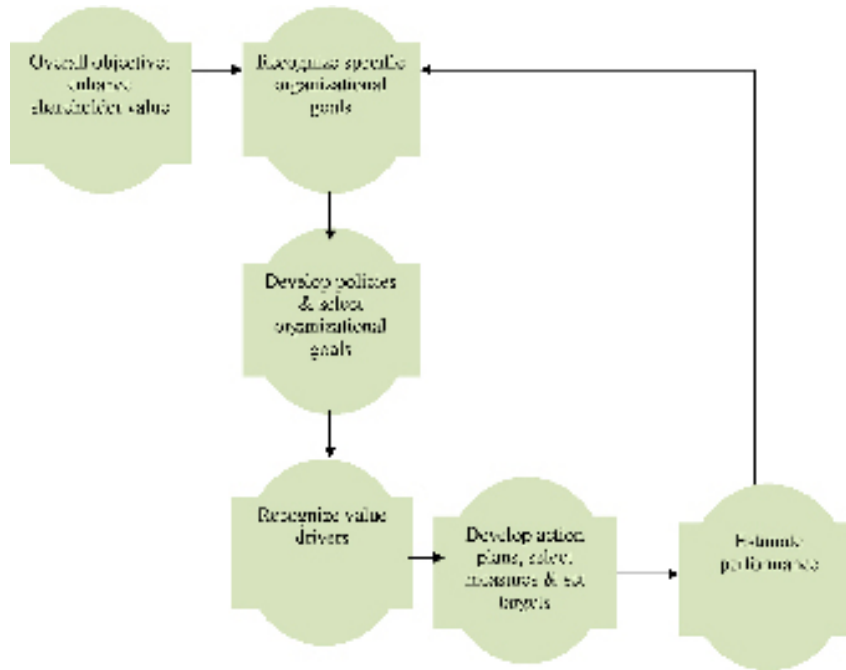 Overall objective:
enhance
shareholder value
Recognize specific
organizational
goals
Develop policies
& select
organizational
goals
Recognize value
drivers
Develop action
plans, select
measures & set
targets
Estimate
performance